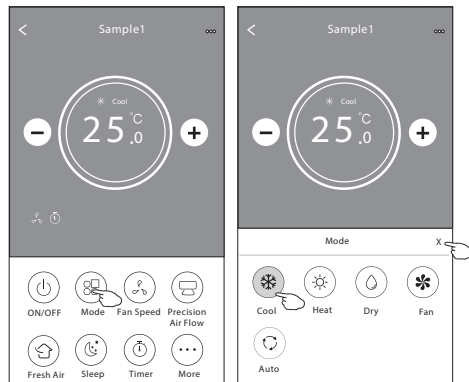 Sample1
Cool
25.0 °C
ON/OFF
Mode
Fan Speed
Precision
Air Flow
Fresh Air
Sleep
Timer
More
Sample1
Cool
25.0 °C
Mode
X
Cool
Heat
Dry
Fan
Auto